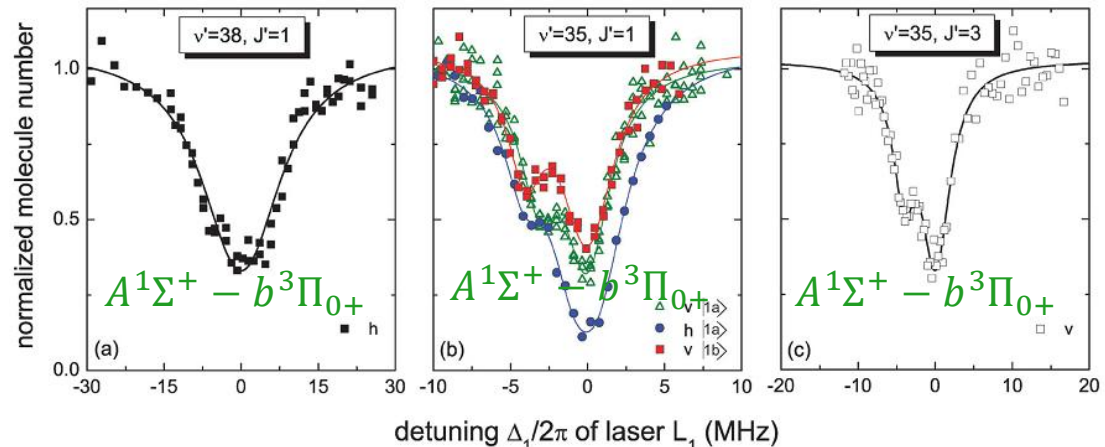 ν'=38, J'=1
ν'=35, J'=1
ν'=35, J'=3
normalized molecule number
1.0
0.5
0.0
A¹Σ⁺ − b³Π₀₊
A¹Σ⁺ − b³Π₀₊
A¹Σ⁺ − b³Π₀₊
h
v |1a>
h |1a>
v |1b>
v
(a)
(b)
(c)
-30 -15 0 15 30
-10 -5 0 5 10
-20 -10 0 10 20
detuning Δ₁/2π of laser L₁ (MHz)